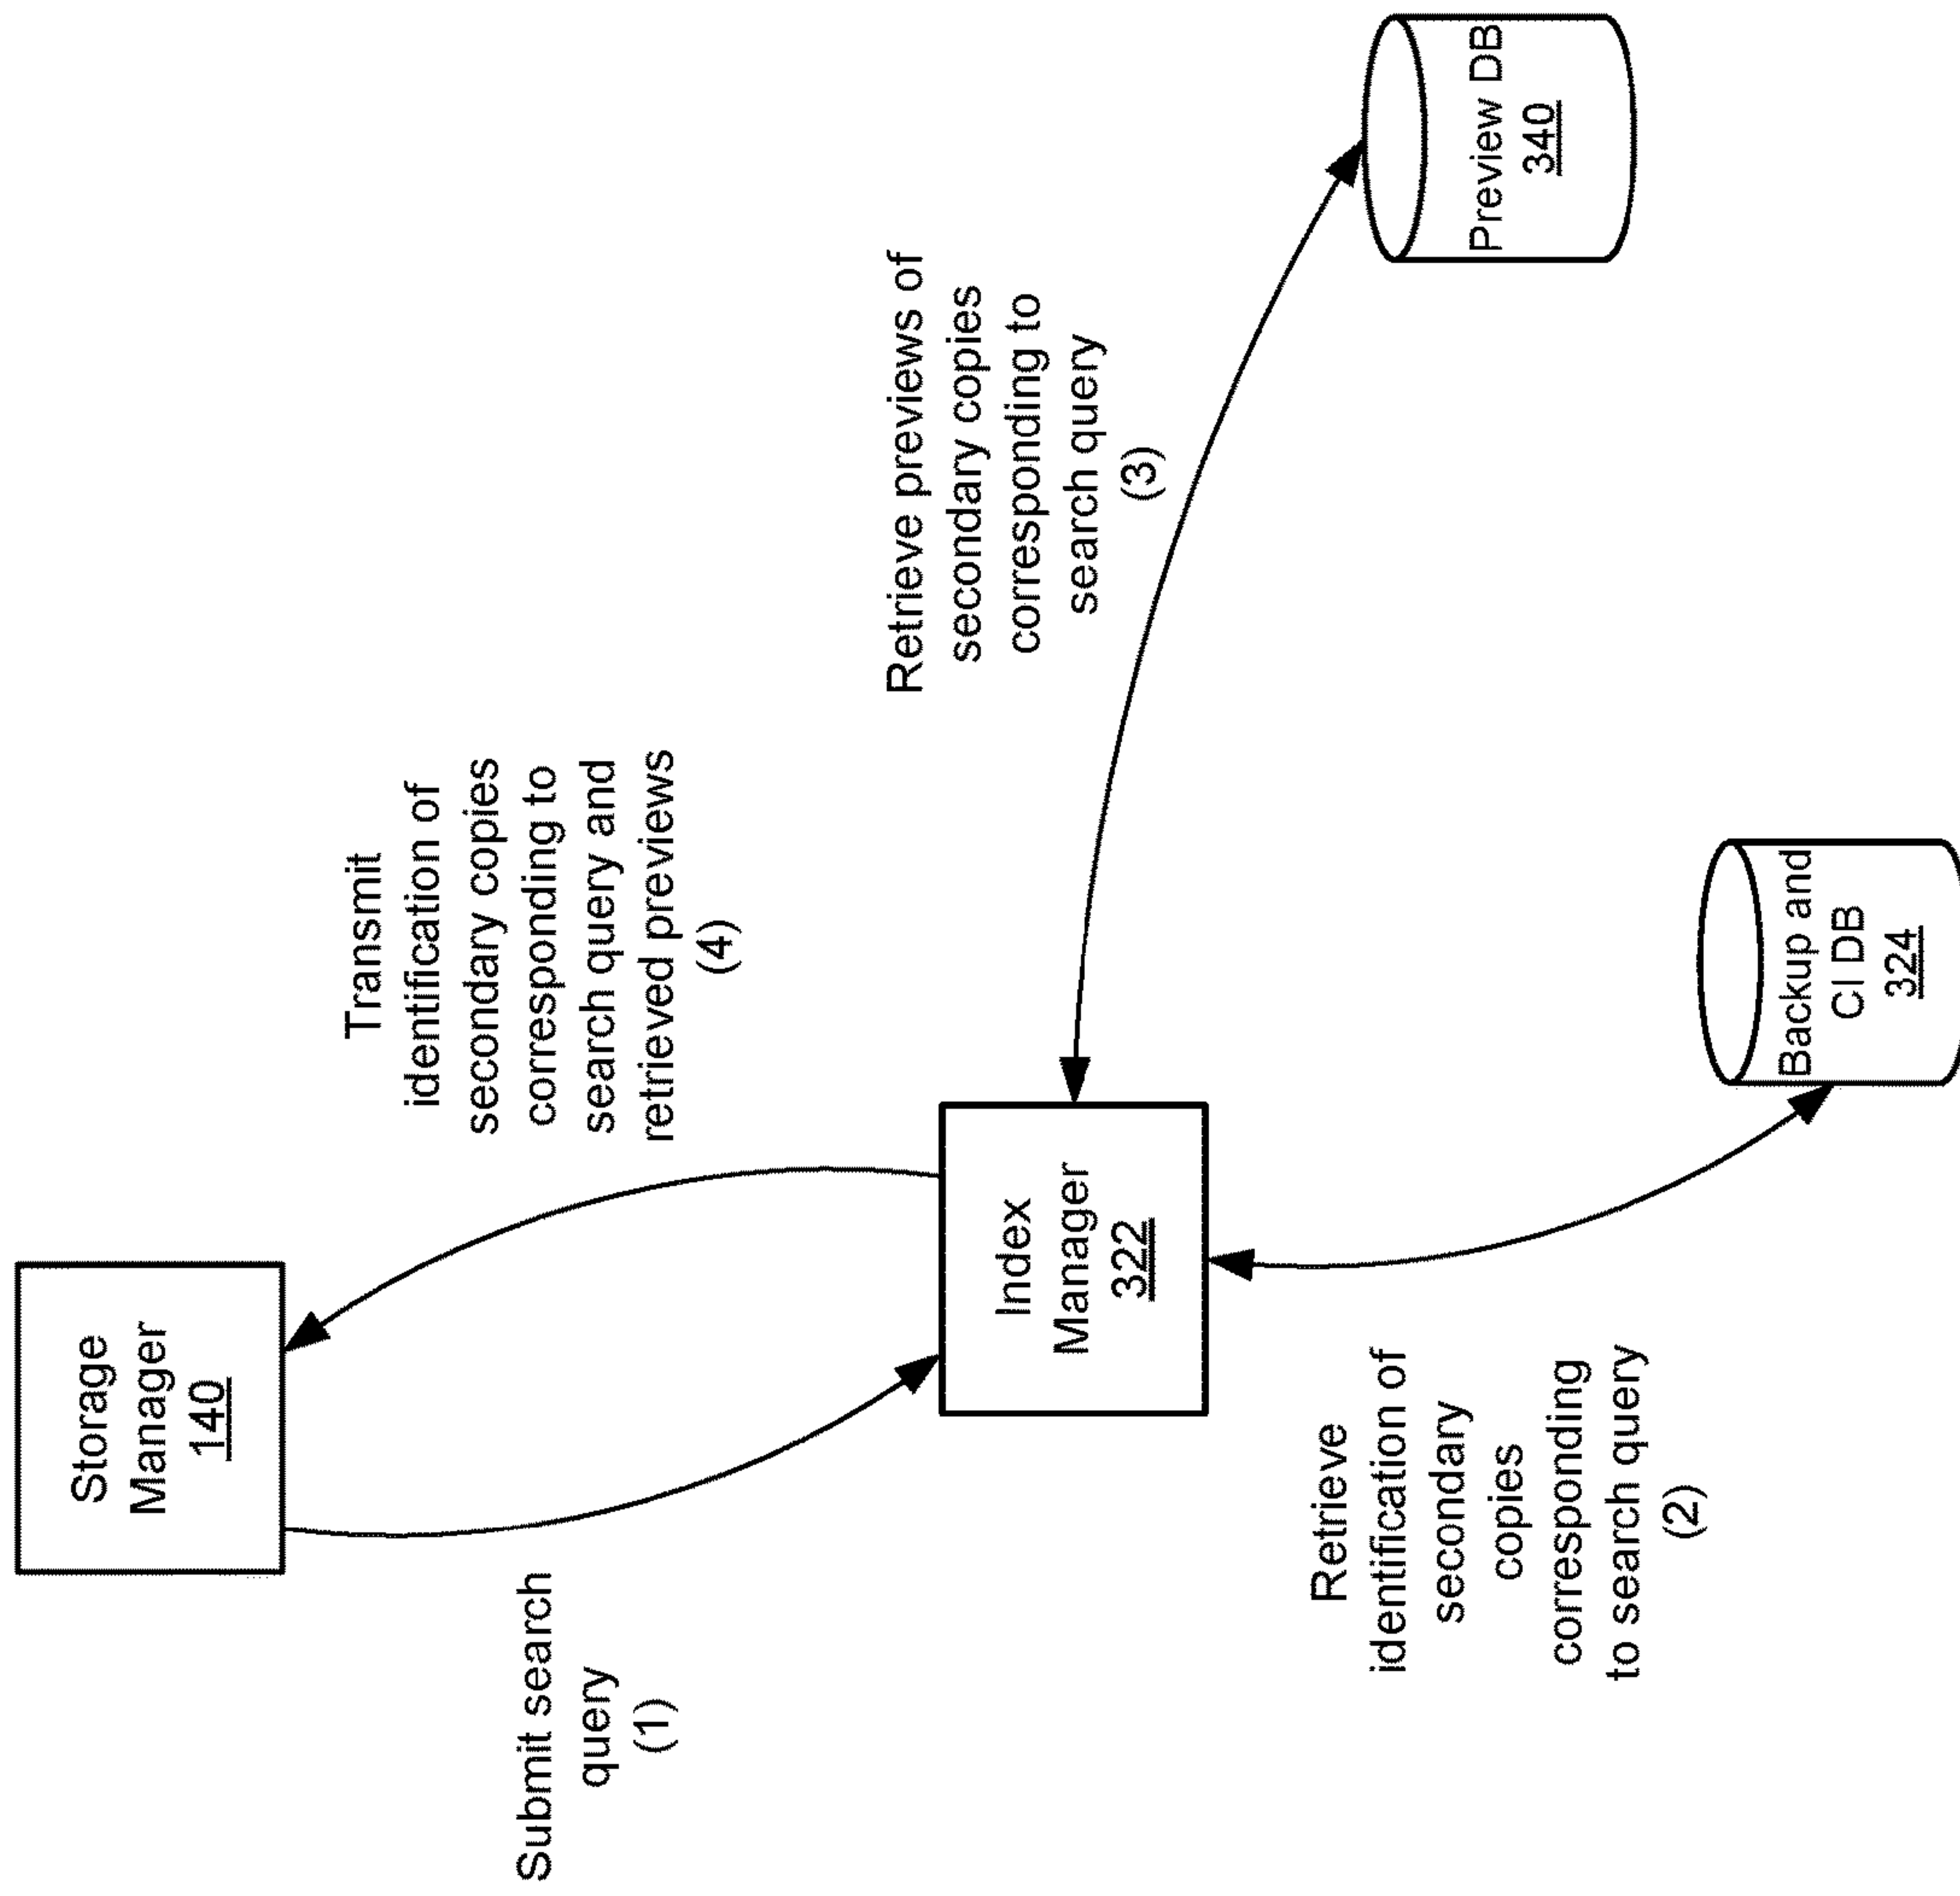 Storage
Manager
140
Submit search
query
(1)
Transmit
identification of
secondary copies
corresponding to
search query and
retrieved previews
(4)
Index
Manager
322
Retrieve
identification of
secondary
copies
corresponding
to search query
(2)
Retrieve previews of
secondary copies
corresponding to
search query
(3)
Backup and
CI DB
324
Preview DB
340